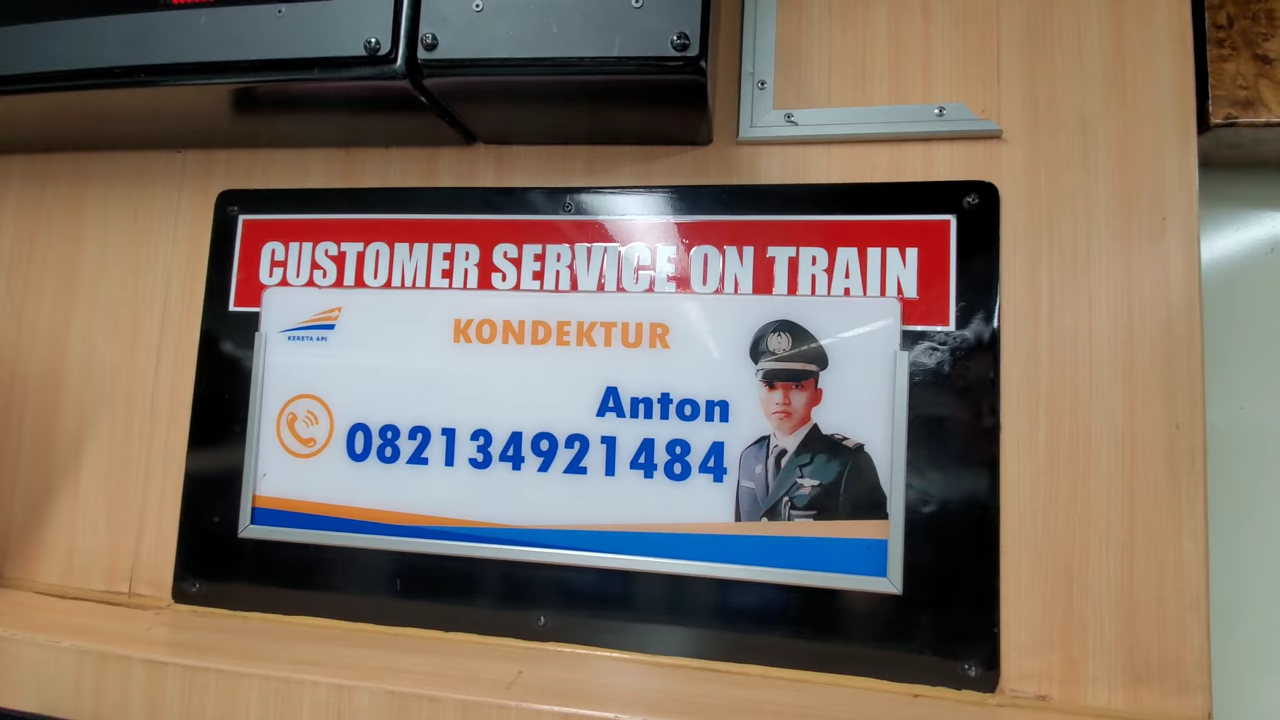 CUSTOMER SERVICE ON TRAIN
KERETA API
KONDEKTUR
Anton
082134921484